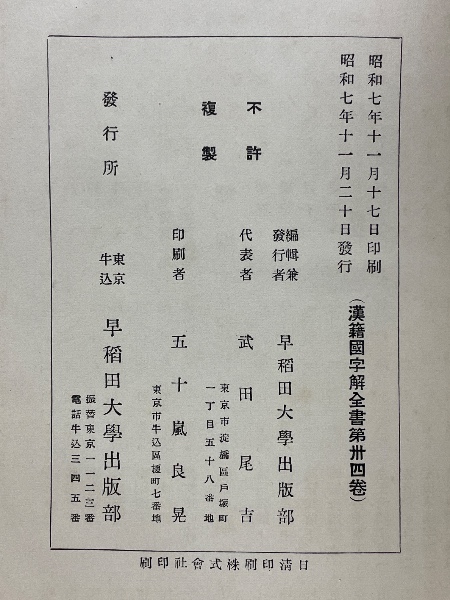 昭和七年十一月十七日印刷
昭和七年十一月二十日發行
(漢籍國字解全書第卅四卷)
不許
複製
編輯兼
發行者
早稻田大學出版部
代表者
武田尾吉
東京市淀橋區戶塚町
一丁目五十八番地
印刷者
五十嵐良晃
東京市牛込區榎町七番地
發行所
東京
牛込
早稻田大學出版部
振替東京一一二三番
電話牛込三四五番
日淸印刷株式會社印刷